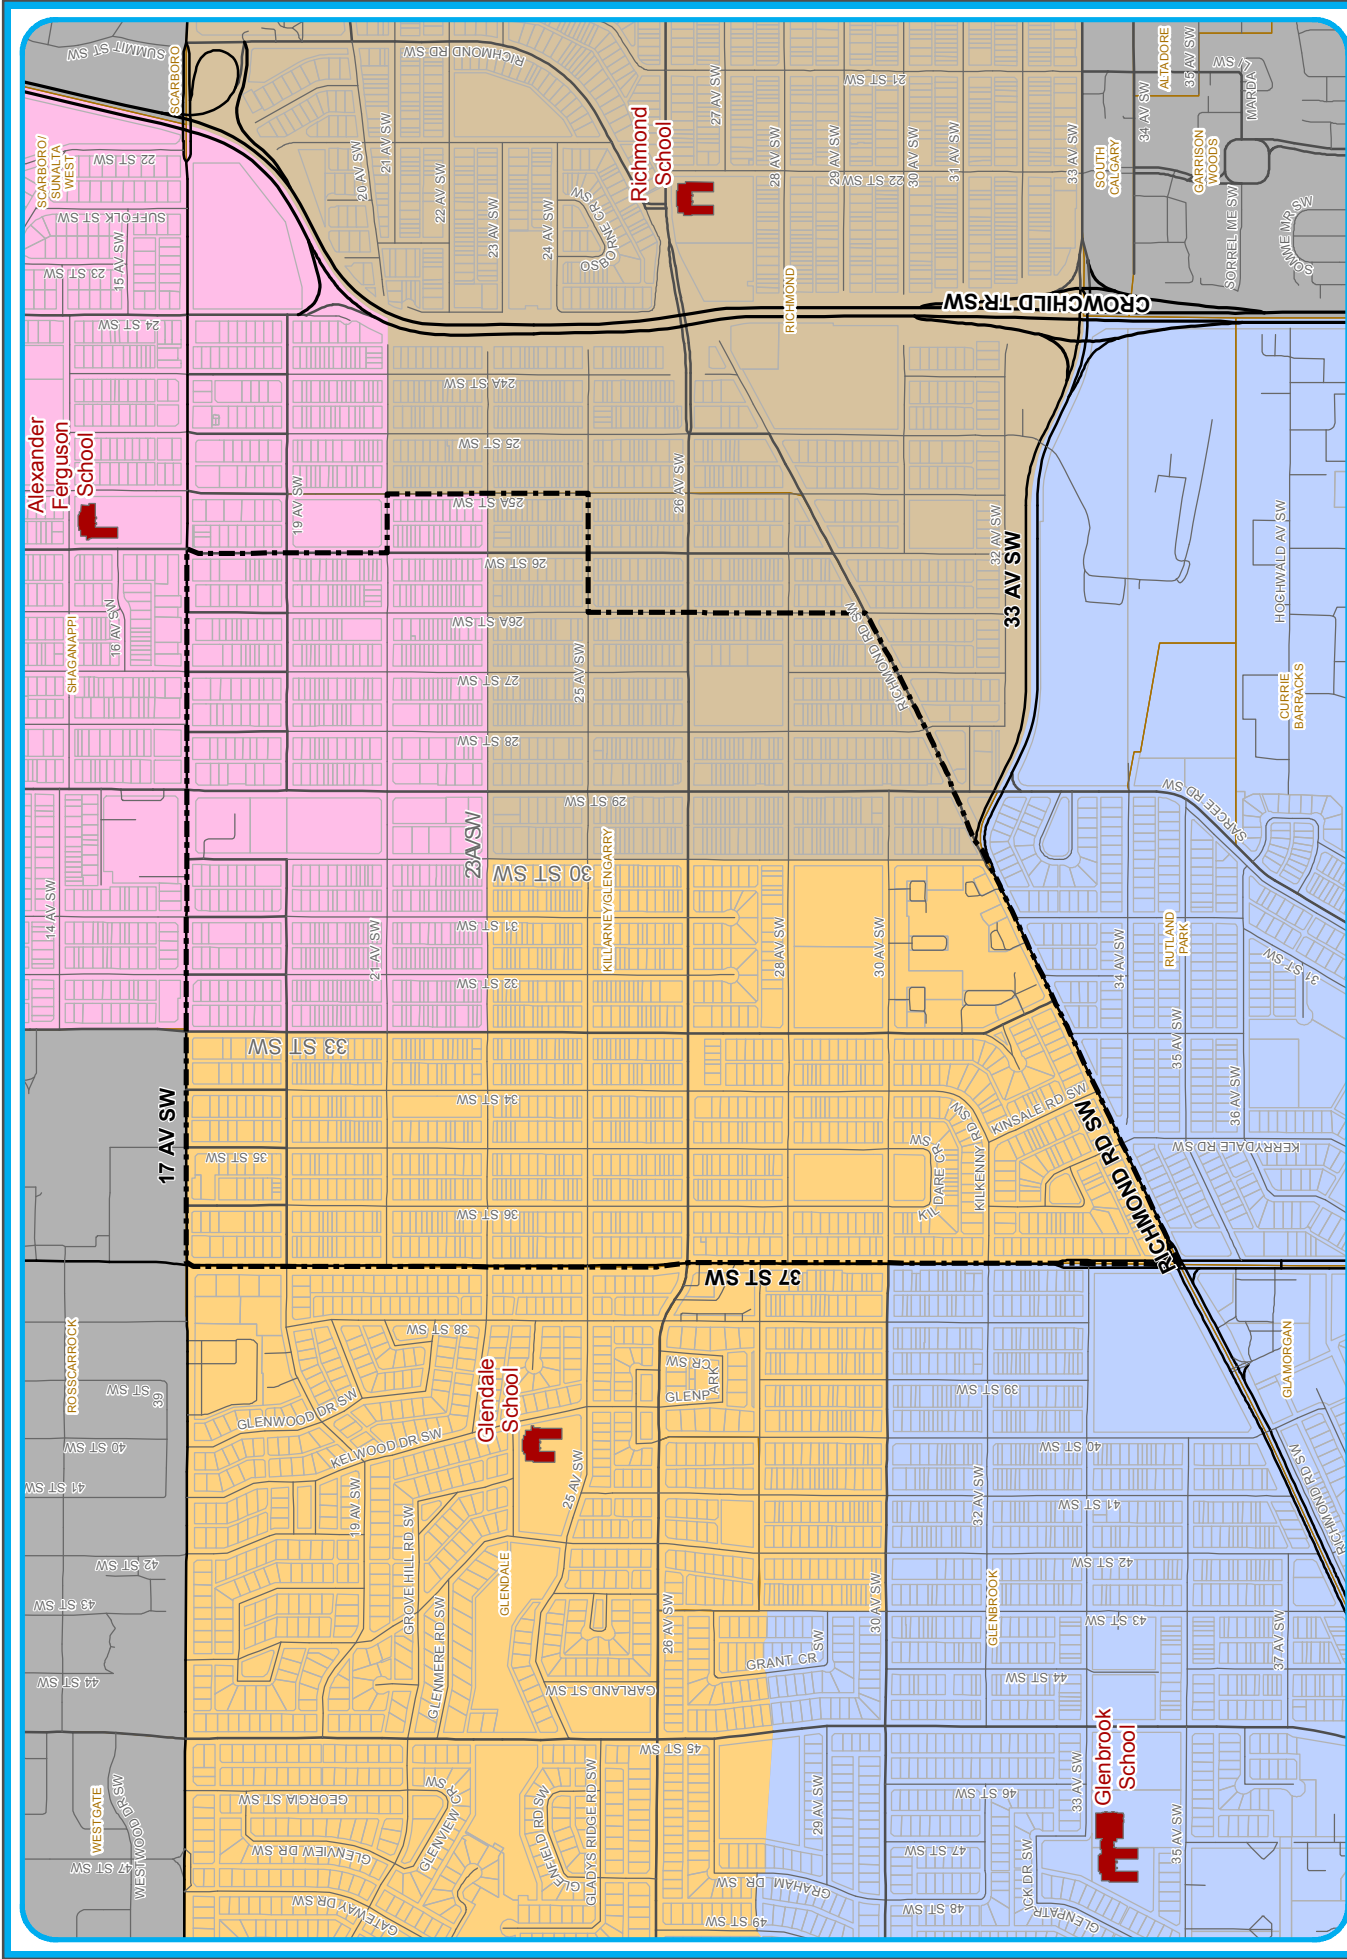 SUMMIT ST SW
SCARBORO
RICHMOND RD SW
21 ST SW
27 AV SW
ALTADORE
35 AV SW
34 AV SW
MARDA
SCARBORO/
SUNALTA
WEST
22 ST SW
SUFFOLK ST SW
23 ST SW
15 AV SW
24 ST SW
20 AV SW
21 AV SW
22 AV SW
23 AV SW
24 AV SW
OSBORNE CR SW
Richmond
School
28 AV SW
29 AV SW
22 ST SW
30 AV SW
31 AV SW
33 AV SW
SOUTH
CALGARY
GARRISON
WOODS
SORREL ME SW
SOMME MR SW
RICHMOND
CROWCHILD TR SW
Alexander
Ferguson
School
24A ST SW
25 ST SW
19 AV SW
25A ST SW
26 AV SW
26 ST SW
32 AV SW
33 AV SW
HOCHWALD AV SW
SHAGANAPPI
16 AV SW
26A ST SW
27 ST SW
25 AV SW
RICHMOND RD SW
RICHMOND
28 ST SW
CURRIE
BARRACKS
29 ST SW
SARCEE RD SW
14 AV SW
23 AV SW
30 ST SW
KILLARNEY/GLENGARRY
21 AV SW
31 ST SW
32 ST SW
28 AV SW
30 AV SW
34 AV SW
RUTLAND
PARK
31 ST SW
33 ST SW
17 AV SW
34 ST SW
35 ST SW
36 ST SW
KILDARE CR SW
KILKENNY RD SW
KINSALE RD SW
RICHMOND RD SW
35 AV SW
36 AV SW
KERRYDALE RD SW
37 ST SW
ROSSCARROCK
38 ST SW
39 ST SW
40 ST SW
41 ST SW
GLENWOOD DR SW
KELWOOD DR SW
Glendale
School
GLENPARK CR SW
39 ST SW
40 ST SW
GLAMORGAN
RICHMOND RD SW
42 ST SW
43 ST SW
44 ST SW
19 AV SW
GROVE HILL RD SW
GLENMERE RD SW
GLENDALE
25 AV SW
GARLAND ST SW
26 AV SW
GRANT CR SW
30 AV SW
32 AV SW
41 ST SW
42 ST SW
GLENBROOK
43 ST SW
44 ST SW
37 AV SW
WESTGATE
47 ST SW
WESTWOOD DR SW
GEORGIA ST SW
GLENVIEW DR SW
GATEWAY DR SW
GLENVIEW CR SW
GLENFIELD RD SW
GLADYS RIDGE RD SW
45 ST SW
49 ST SW
GRAHAM DR SW
29 AV SW
46 ST SW
47 ST SW
48 ST SW
33 AV SW
GLENPATRICK DR SW
Glenbrook
School
35 AV SW